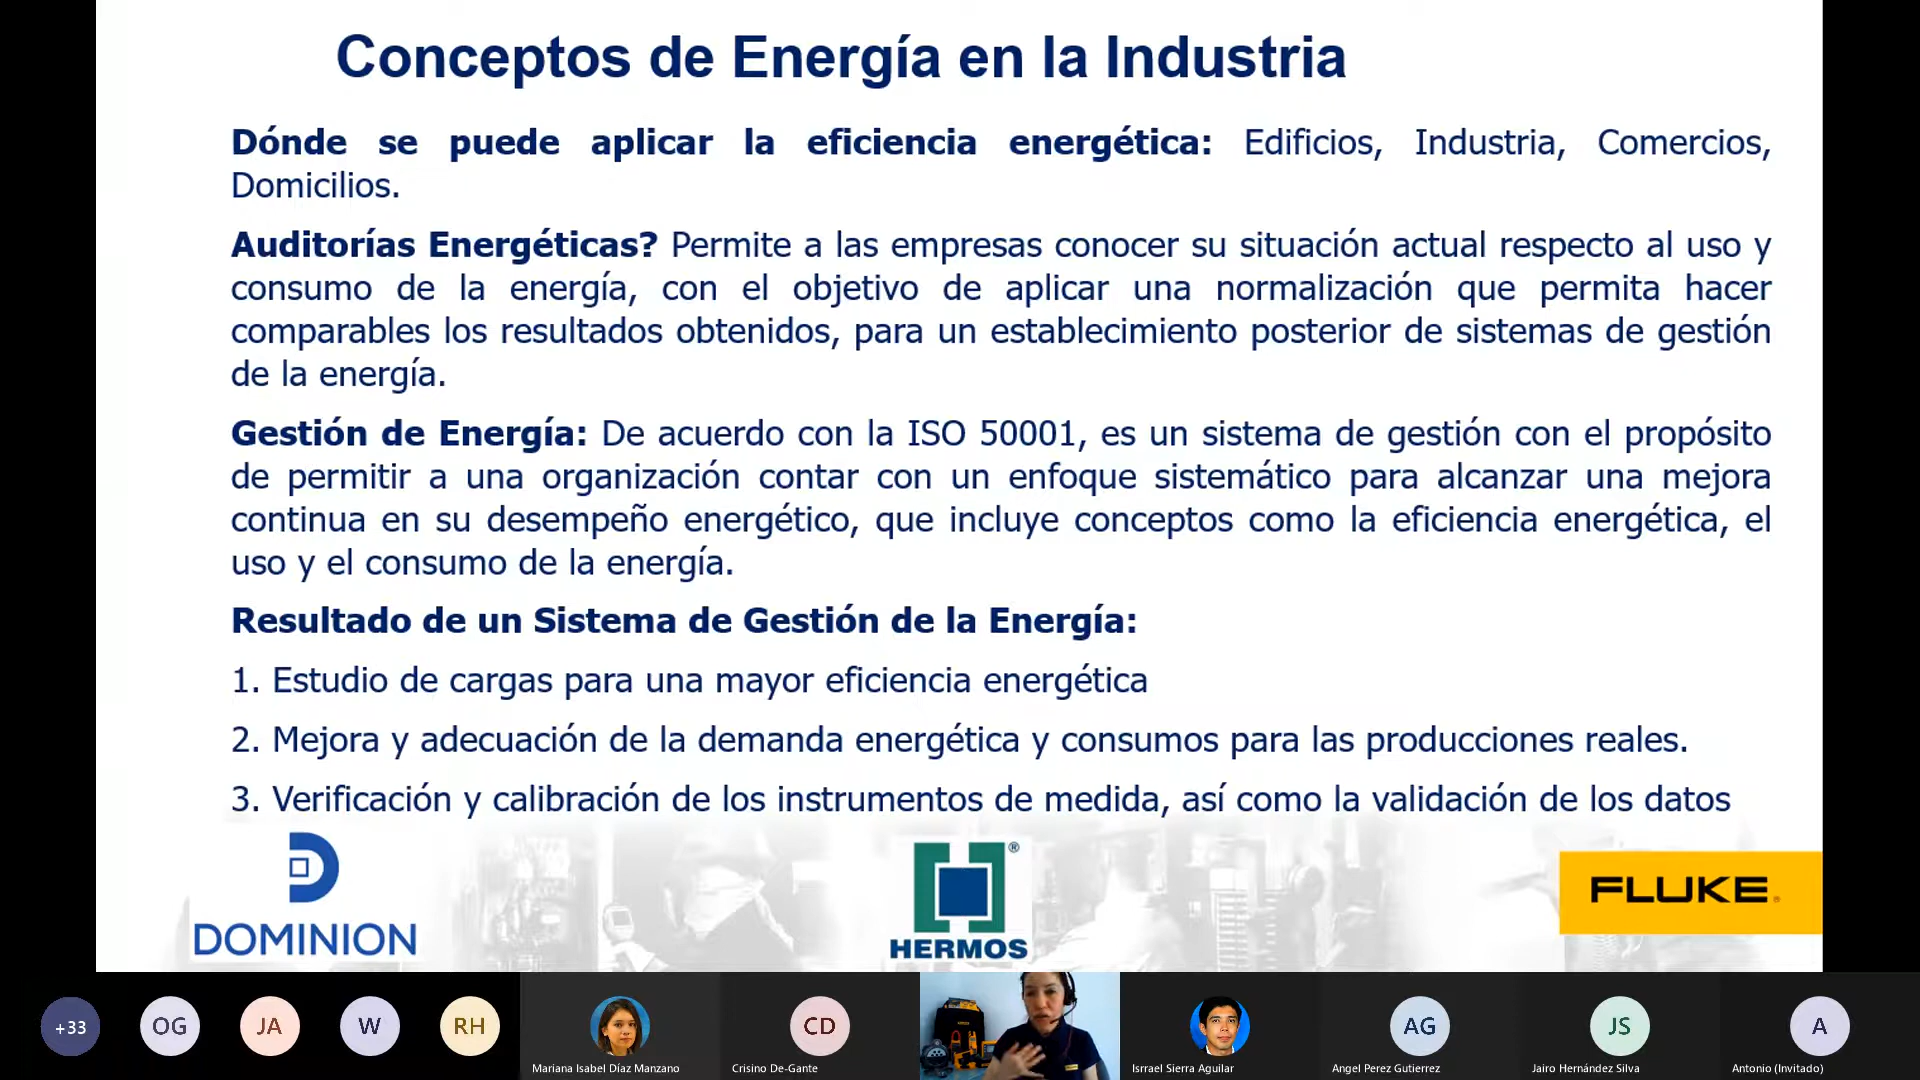 Conceptos de Energía en la Industria
Dónde se puede aplicar la eficiencia energética: Edificios, Industria, Comercios,
Domicilios.
Auditorías Energéticas? Permite a las empresas conocer su situación actual respecto al uso y
consumo de la energía, con el objetivo de aplicar una normalización que permita hacer
comparables los resultados obtenidos, para un establecimiento posterior de sistemas de gestión
de la energía.
Gestión de Energía: De acuerdo con la ISO 50001, es un sistema de gestión con el propósito
de permitir a una organización contar con un enfoque sistemático para alcanzar una mejora
continua en su desempeño energético, que incluye conceptos como la eficiencia energética, el
uso y el consumo de la energía.
Resultado de un Sistema de Gestión de la Energía:
1. Estudio de cargas para una mayor eficiencia energética
2. Mejora y adecuación de la demanda energética y consumos para las producciones reales.
3. Verificación y calibración de los instrumentos de medida, así como la validación de los datos
DOMINION
HERMOS
®
FLUKE®
+33
OG
JA
W
RH
Mariana Isabel Díaz Manzano
CD
Crisino De-Gante
Isrrael Sierra Aguilar
AG
Angel Perez Gutierrez
JS
Jairo Hernández Silva
A
Antonio (Invitado)